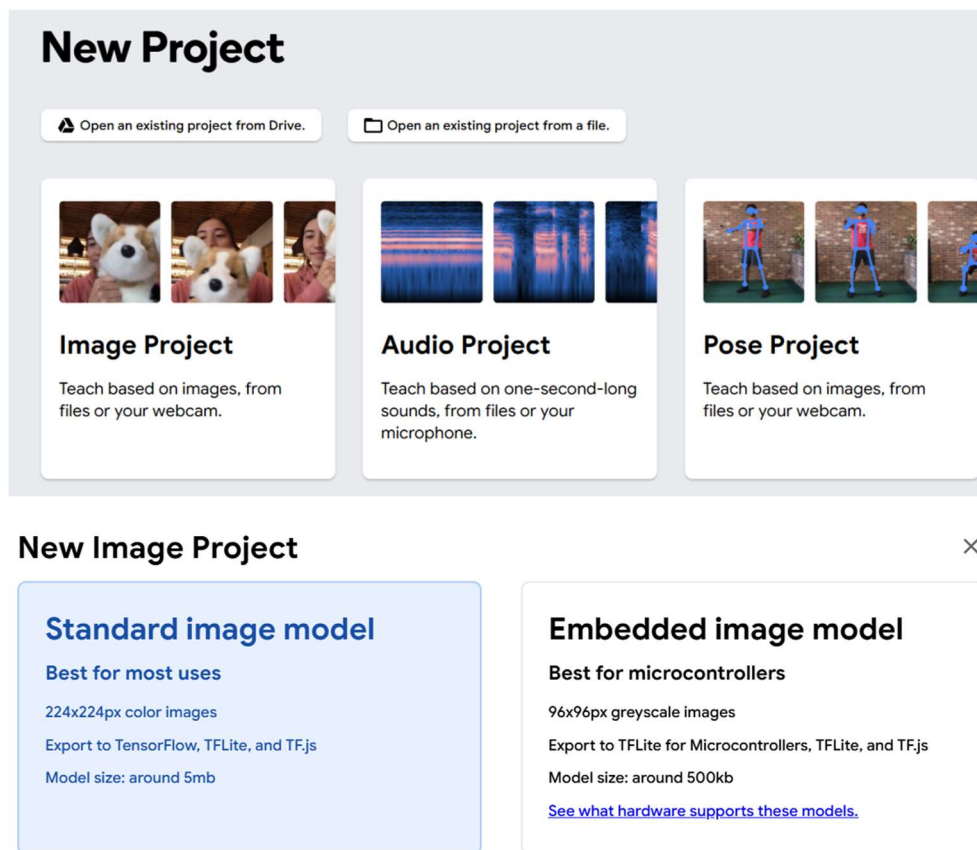 New Project
Open an existing project from Drive.
Open an existing project from a file.
Image Project
Teach based on images, from
files or your webcam.
Audio Project
Teach based on one-second-long
sounds, from files or your
microphone.
Pose Project
Teach based on images, from
files or your webcam.
New Image Project
Standard image model
Best for most uses
224x224px color images
Export to TensorFlow, TFLite, and TF.js
Model size: around 5mb
Embedded image model
Best for microcontrollers
96x96px greyscale images
Export to TFLite for Microcontrollers, TFLite, and TF.js
Model size: around 500kb
See what hardware supports these models.